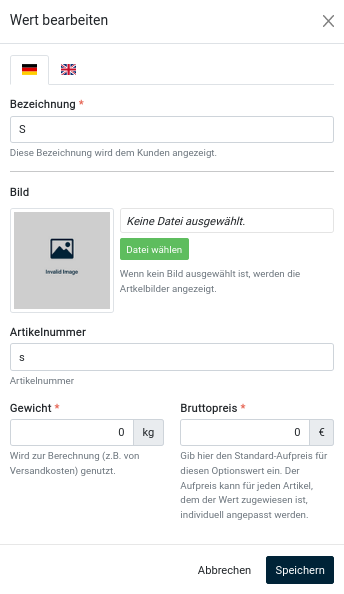 Wert bearbeiten
Bezeichnung *
S
Diese Bezeichnung wird dem Kunden angezeigt.
Bild
Invalid Image
Keine Datei ausgewählt.
Datei wählen
Wenn kein Bild ausgewählt ist, werden die
Artkelbilder angezeigt.
Artikelnummer
s
Artikelnummer
Gewicht *
0 kg
Wird zur Berechnung (z.B. von
Versandkosten) genutzt.
Bruttopreis *
0 €
Gib hier den Standard-Aufpreis für
diesen Optionswert ein. Der
Aufpreis kann für jeden Artikel,
dem der Wert zugewiesen ist,
individuell angepasst werden.
Abbrechen
Speichern